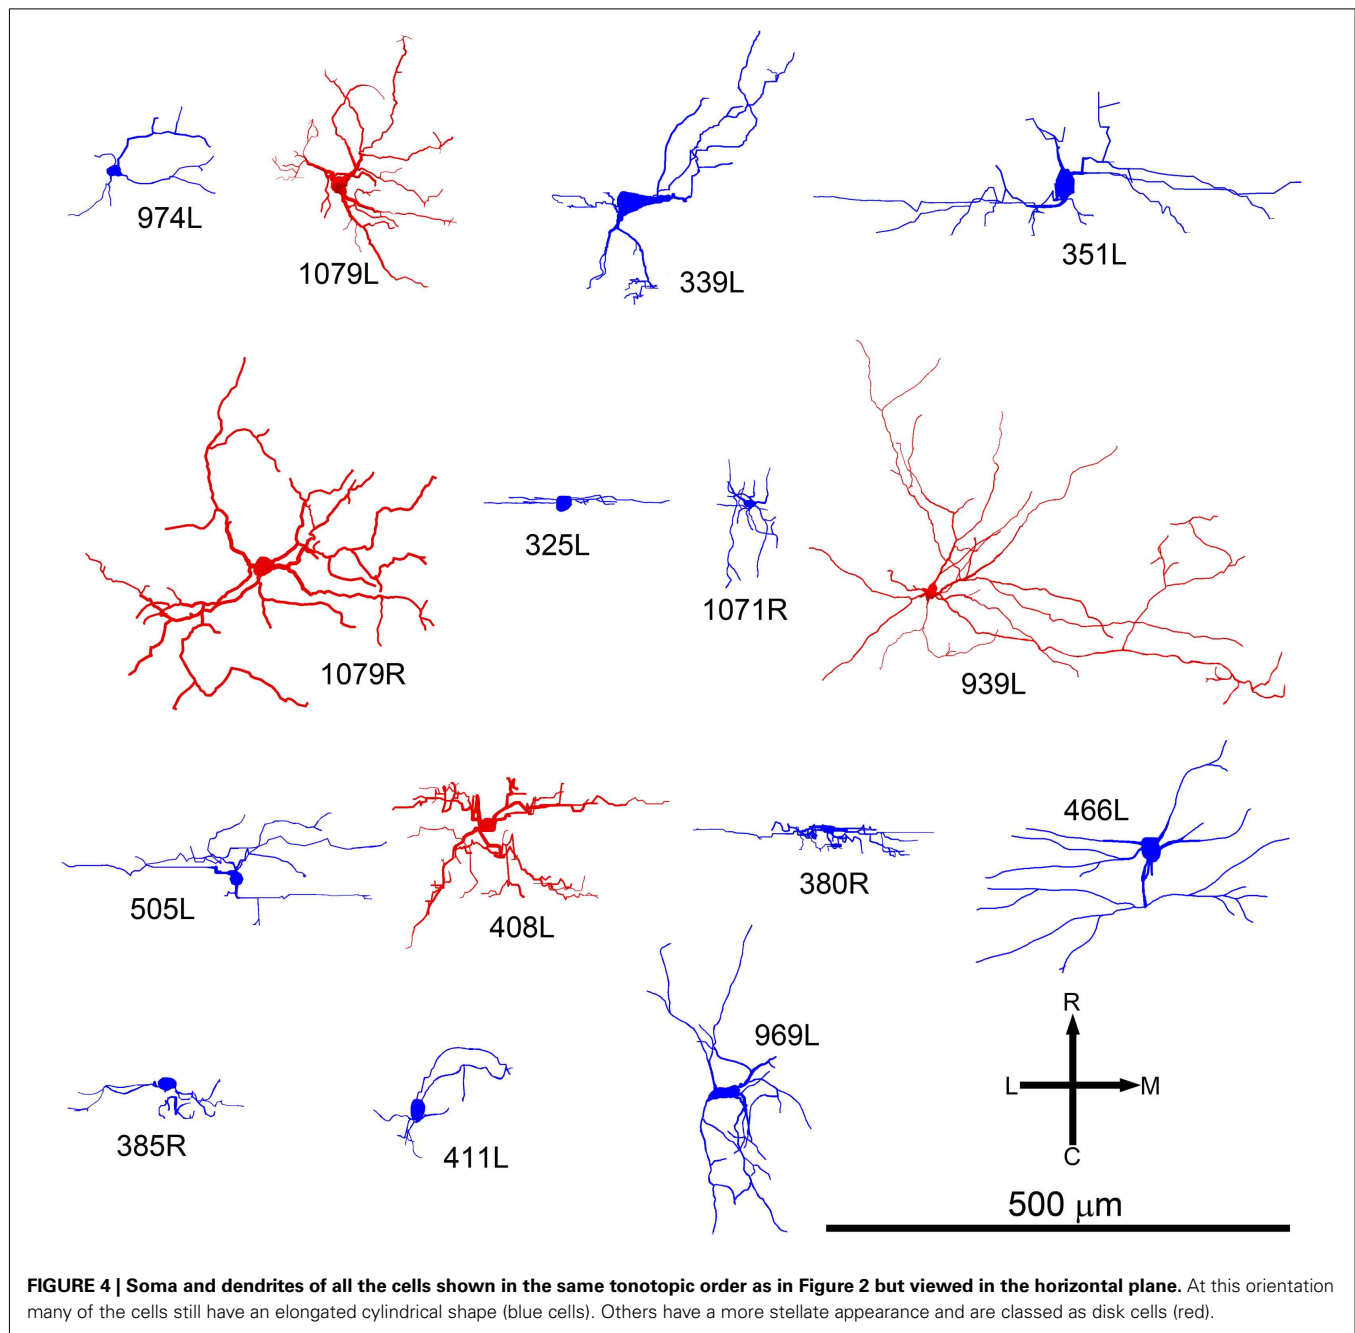 974L
1079L
339L
351L
1079R
325L
1071R
939L
505L
408L
380R
466L
385R
411L
969L
R
L M
C
500 µm
FIGURE 4 | Soma and dendrites of all the cells shown in the same tonotopic order as in Figure 2 but viewed in the horizontal plane. At this orientation
many of the cells still have an elongated cylindrical shape (blue cells). Others have a more stellate appearance and are classed as disk cells (red).